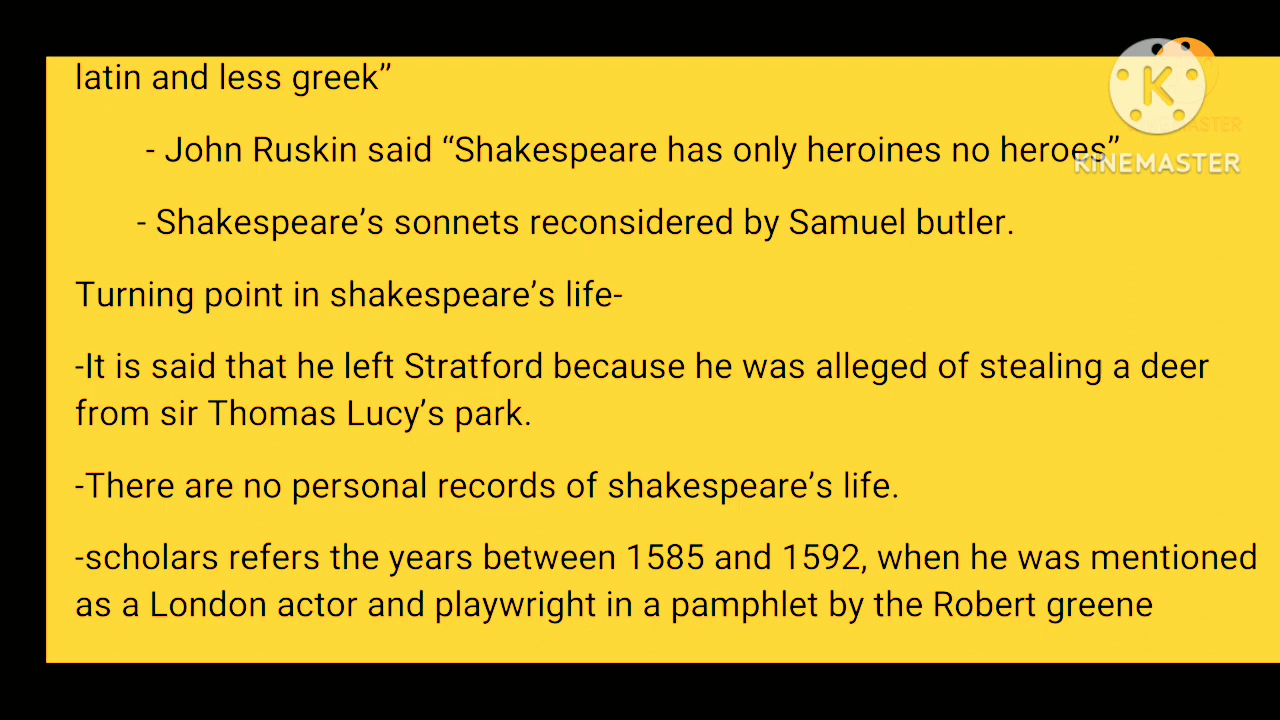 latin and less greek”
- John Ruskin said “Shakespeare has only heroines no heroes”
KINEMASTER
- Shakespeare’s sonnets reconsidered by Samuel butler.
Turning point in shakespeare’s life-
-It is said that he left Stratford because he was alleged of stealing a deer
from sir Thomas Lucy’s park.
-There are no personal records of shakespeare’s life.
-scholars refers the years between 1585 and 1592, when he was mentioned
as a London actor and playwright in a pamphlet by the Robert greene